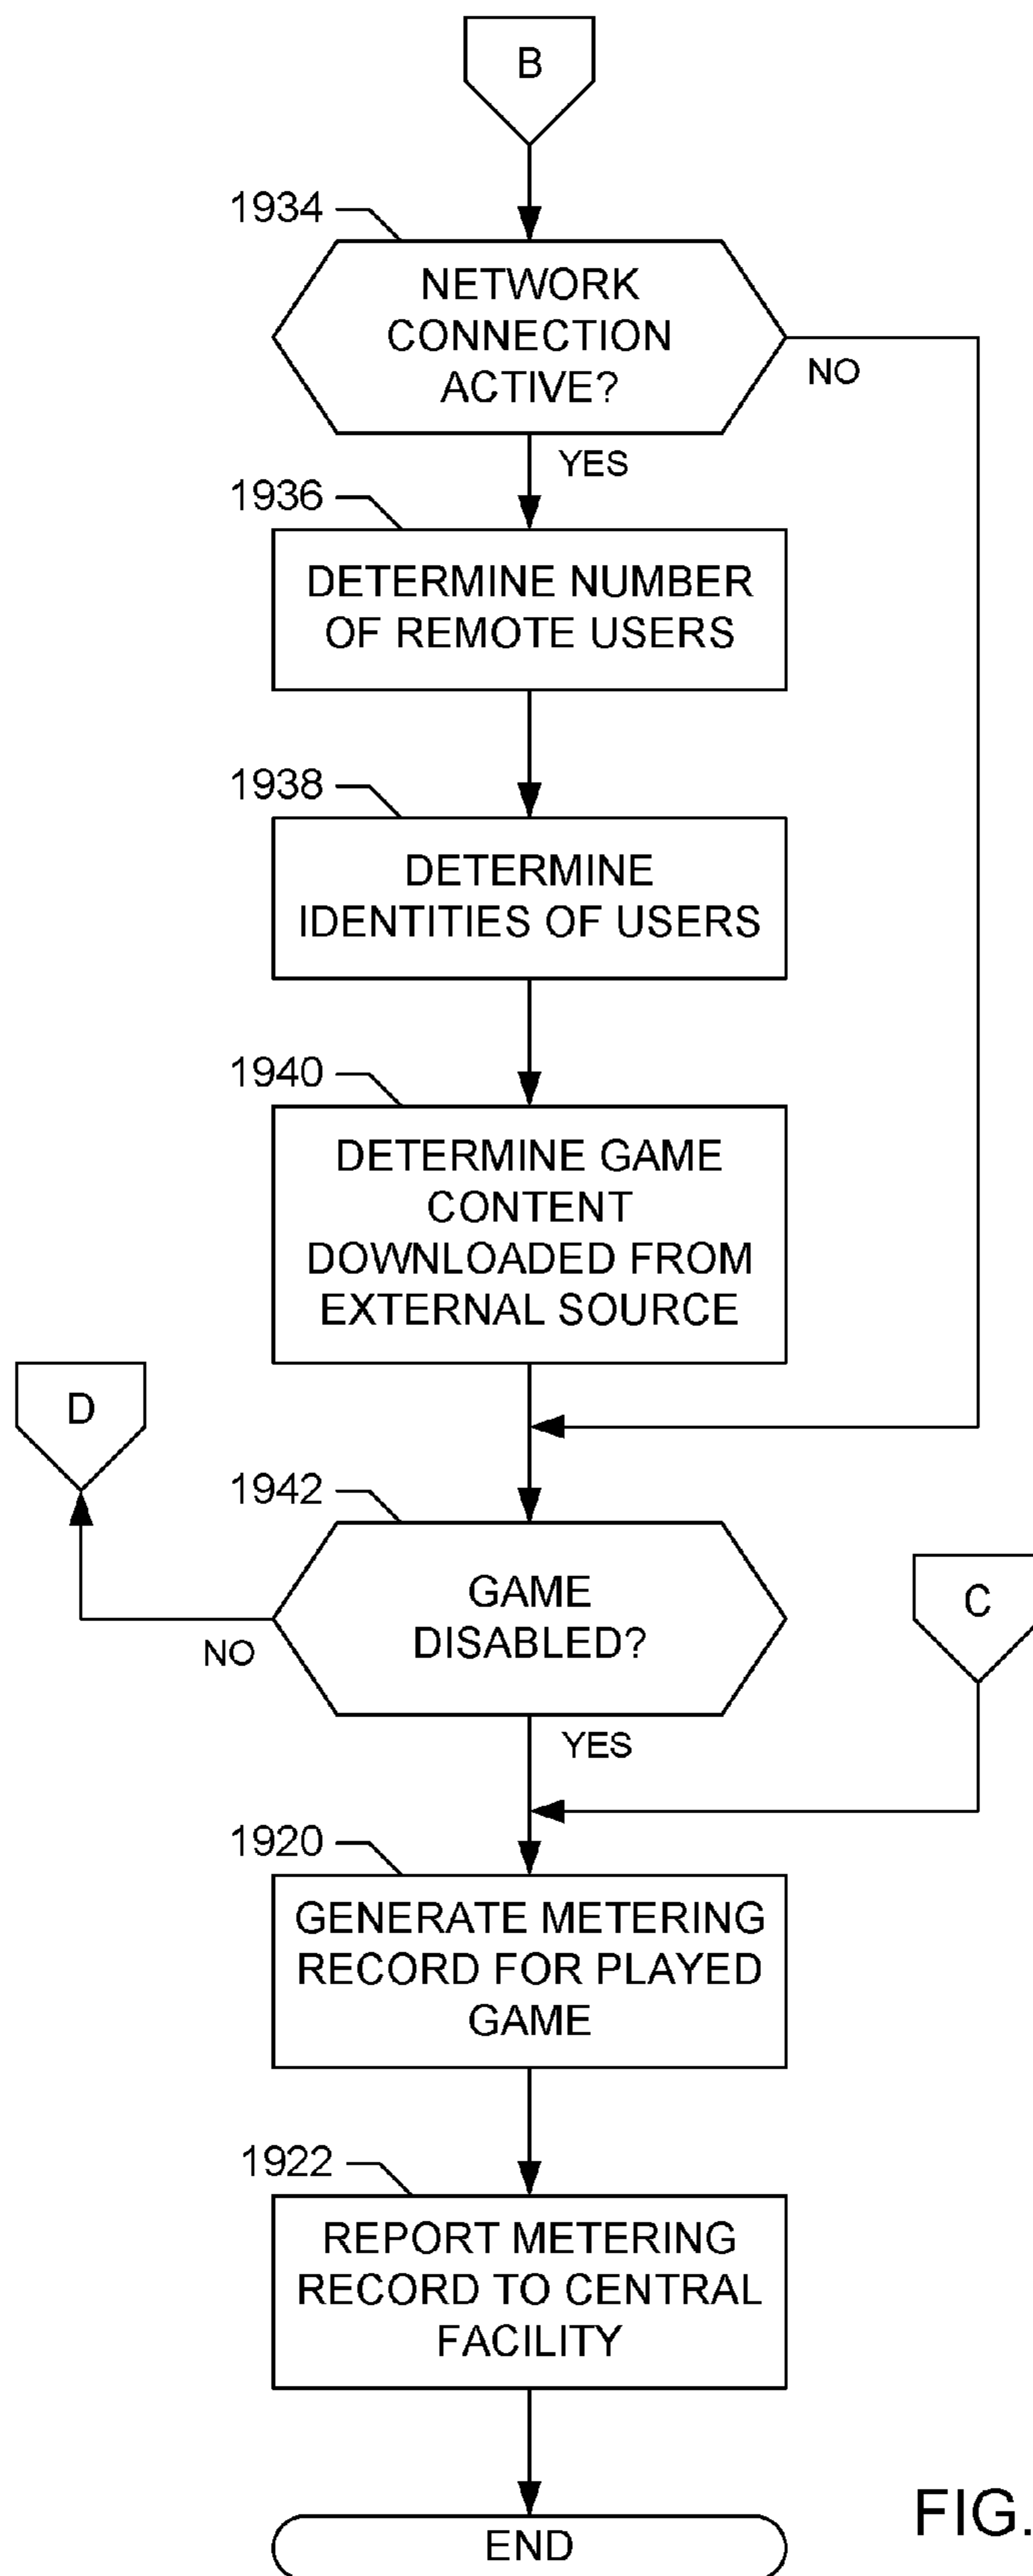 B
1934
NETWORK
CONNECTION
ACTIVE?
NO
YES
1936
DETERMINE NUMBER
OF REMOTE USERS
1938
DETERMINE
IDENTITIES OF USERS
1940
DETERMINE GAME
CONTENT
DOWNLOADED FROM
EXTERNAL SOURCE
D
1942
GAME
DISABLED?
NO
C
YES
1920
GENERATE METERING
RECORD FOR PLAYED
GAME
1922
REPORT METERING
RECORD TO CENTRAL
FACILITY
END
FIG.